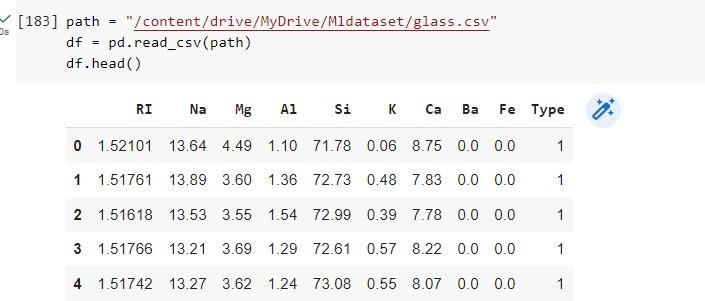 [183] path = "/content/drive/MyDrive/Mldataset/glass.csv"
0s
df = pd.read_csv(path)
df.head()
RI Na Mg Al Si K Ca Ba Fe Type
0 1.52101 13.64 4.49 1.10 71.78 0.06 8.75 0.0 0.0 1
1 1.51761 13.89 3.60 1.36 72.73 0.48 7.83 0.0 0.0 1
2 1.51618 13.53 3.55 1.54 72.99 0.39 7.78 0.0 0.0 1
3 1.51766 13.21 3.69 1.29 72.61 0.57 8.22 0.0 0.0 1
4 1.51742 13.27 3.62 1.24 73.08 0.55 8.07 0.0 0.0 1